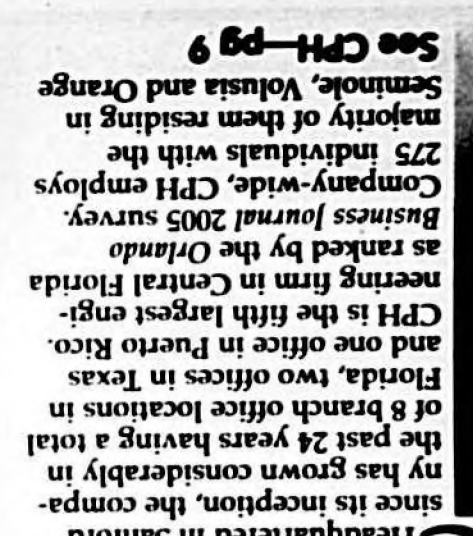 Headquartered in Sanford
since its inception, the compa-
ny has grown considerably in
the past 24 years having a total
of 8 branch office locations in
Florida, two offices in Texas
and one office in Puerto Rico.
CPH is the fifth largest engi-
neering firm in Central Florida
as ranked by the Orlando
Business Journal 2005 survey.
Company-wide, CPH employs
275 individuals with the
majority of them residing in
Seminole, Volusia and Orange
See CPH—pg 9